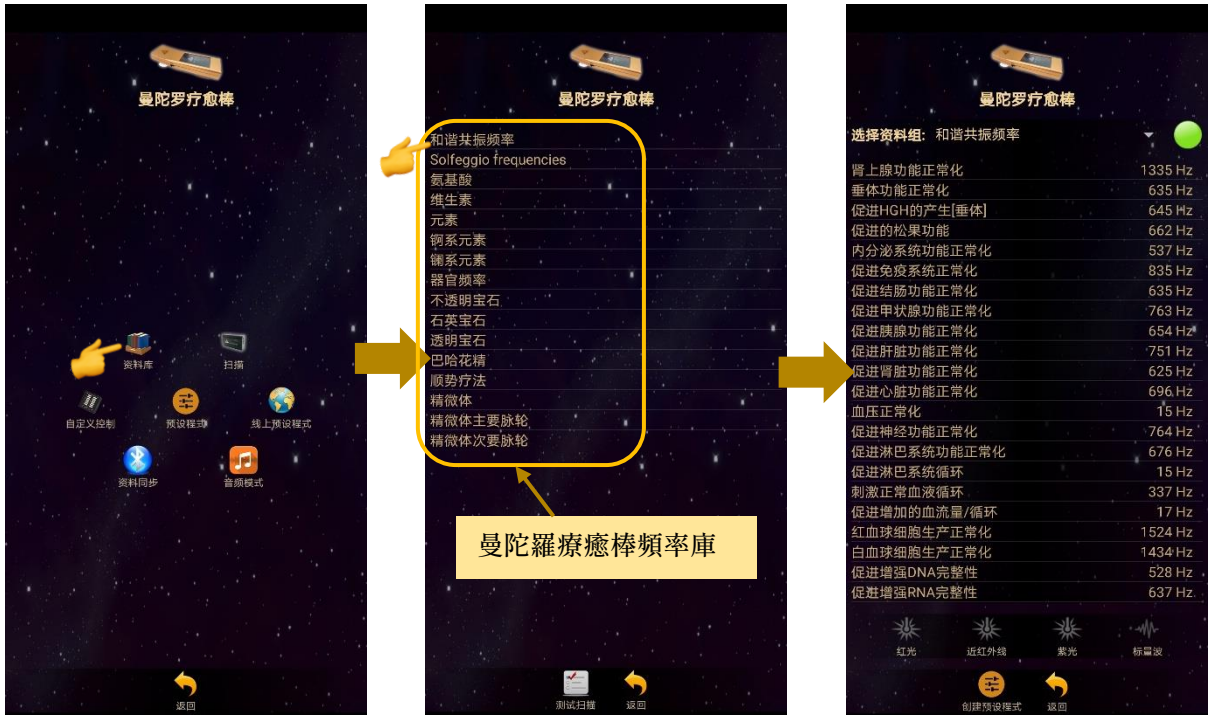 曼陀罗疗愈棒
资料库
扫描
自定义控制
预设程式
线上预设程式
资料同步
音频模式
返回
曼陀罗疗愈棒
和谐共振频率
Solfeggio frequencies
氨基酸
维生素
元素
锕系元素
镧系元素
器官频率
不透明宝石
石英宝石
透明宝石
巴哈花精
顺势疗法
精微体
精微体主要脉轮
精微体次要脉轮
曼陀羅療癒棒頻率庫
测试扫瞄
返回
曼陀罗疗愈棒
选择资料组: 和谐共振频率
肾上腺功能正常化 1335 Hz
垂体功能正常化 635 Hz
促进HGH的产生[垂体] 645 Hz
促进的松果功能 662 Hz
内分泌系统功能正常化 537 Hz
促进免疫系统正常化 835 Hz
促进结肠功能正常化 635 Hz
促进甲状腺功能正常化 763 Hz
促进胰腺功能正常化 654 Hz
促进肝脏功能正常化 751 Hz
促进肾脏功能正常化 625 Hz
促进心脏功能正常化 696 Hz
血压正常化 15 Hz
促进神经功能正常化 764 Hz
促进淋巴系统功能正常化 676 Hz
促进淋巴系统循环 15 Hz
刺激正常血液循环 337 Hz
促进增加的血流量/循环 17 Hz
红血球细胞生产正常化 1524 Hz
白血球细胞生产正常化 1434 Hz
促进增强DNA完整性 528 Hz
促进增强RNA完整性 637 Hz
红光
近红外线
紫光
标量波
创建预设程式
返回